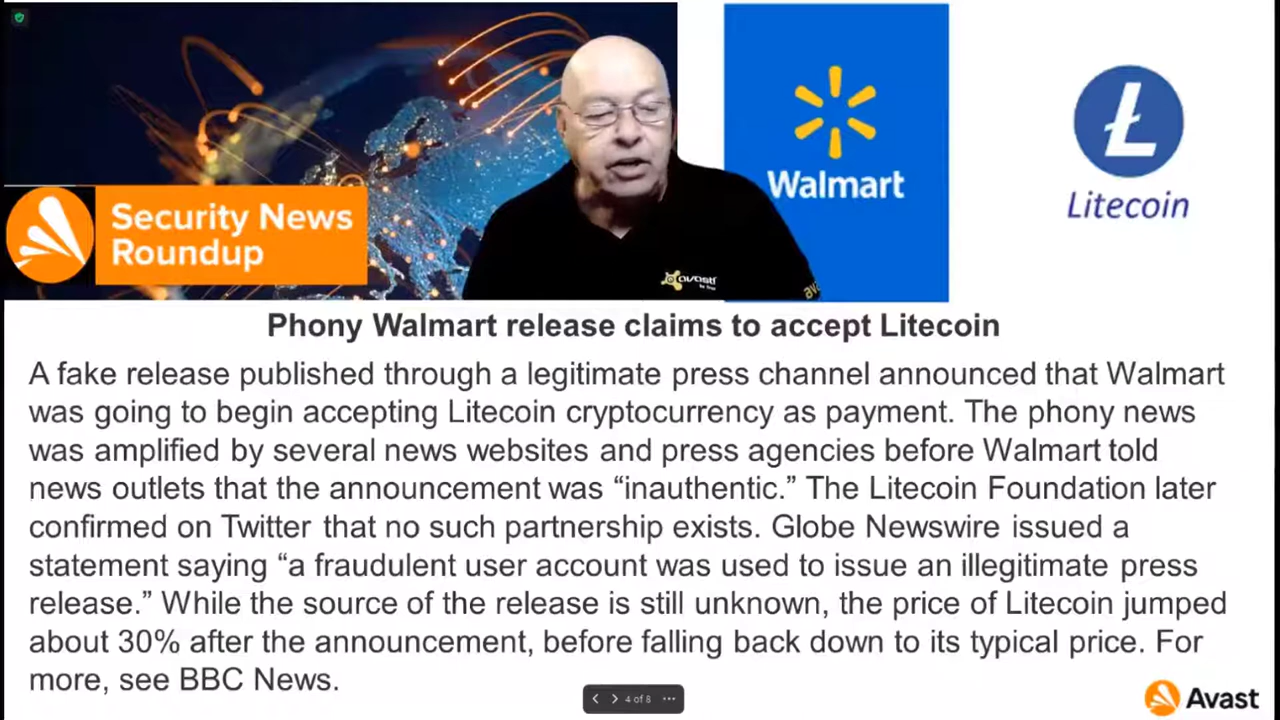 Security News
Roundup
avast!
Walmart
Litecoin
Phony Walmart release claims to accept Litecoin
A fake release published through a legitimate press channel announced that Walmart
was going to begin accepting Litecoin cryptocurrency as payment. The phony news
was amplified by several news websites and press agencies before Walmart told
news outlets that the announcement was “inauthentic.” The Litecoin Foundation later
confirmed on Twitter that no such partnership exists. Globe Newswire issued a
statement saying “a fraudulent user account was used to issue an illegitimate press
release.” While the source of the release is still unknown, the price of Litecoin jumped
about 30% after the announcement, before falling back down to its typical price. For
more, see BBC News.
4 of 8
Avast